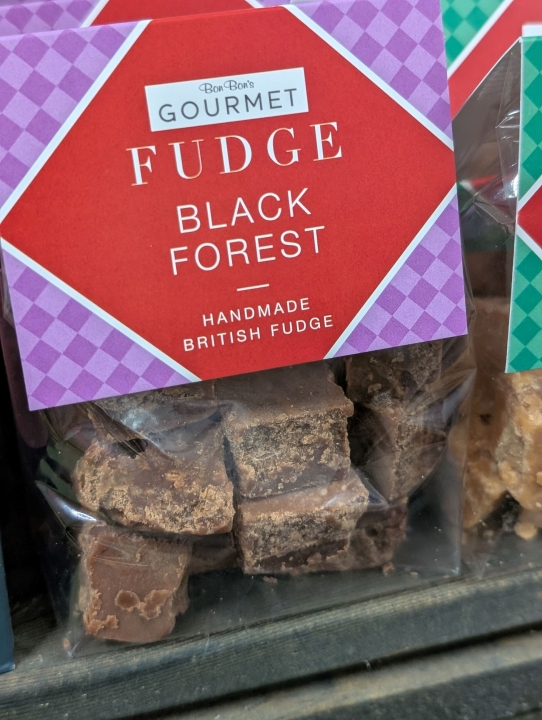 Bon Bon's
GOURMET
FUDGE
BLACK
FOREST
HANDMADE
BRITISH FUDGE